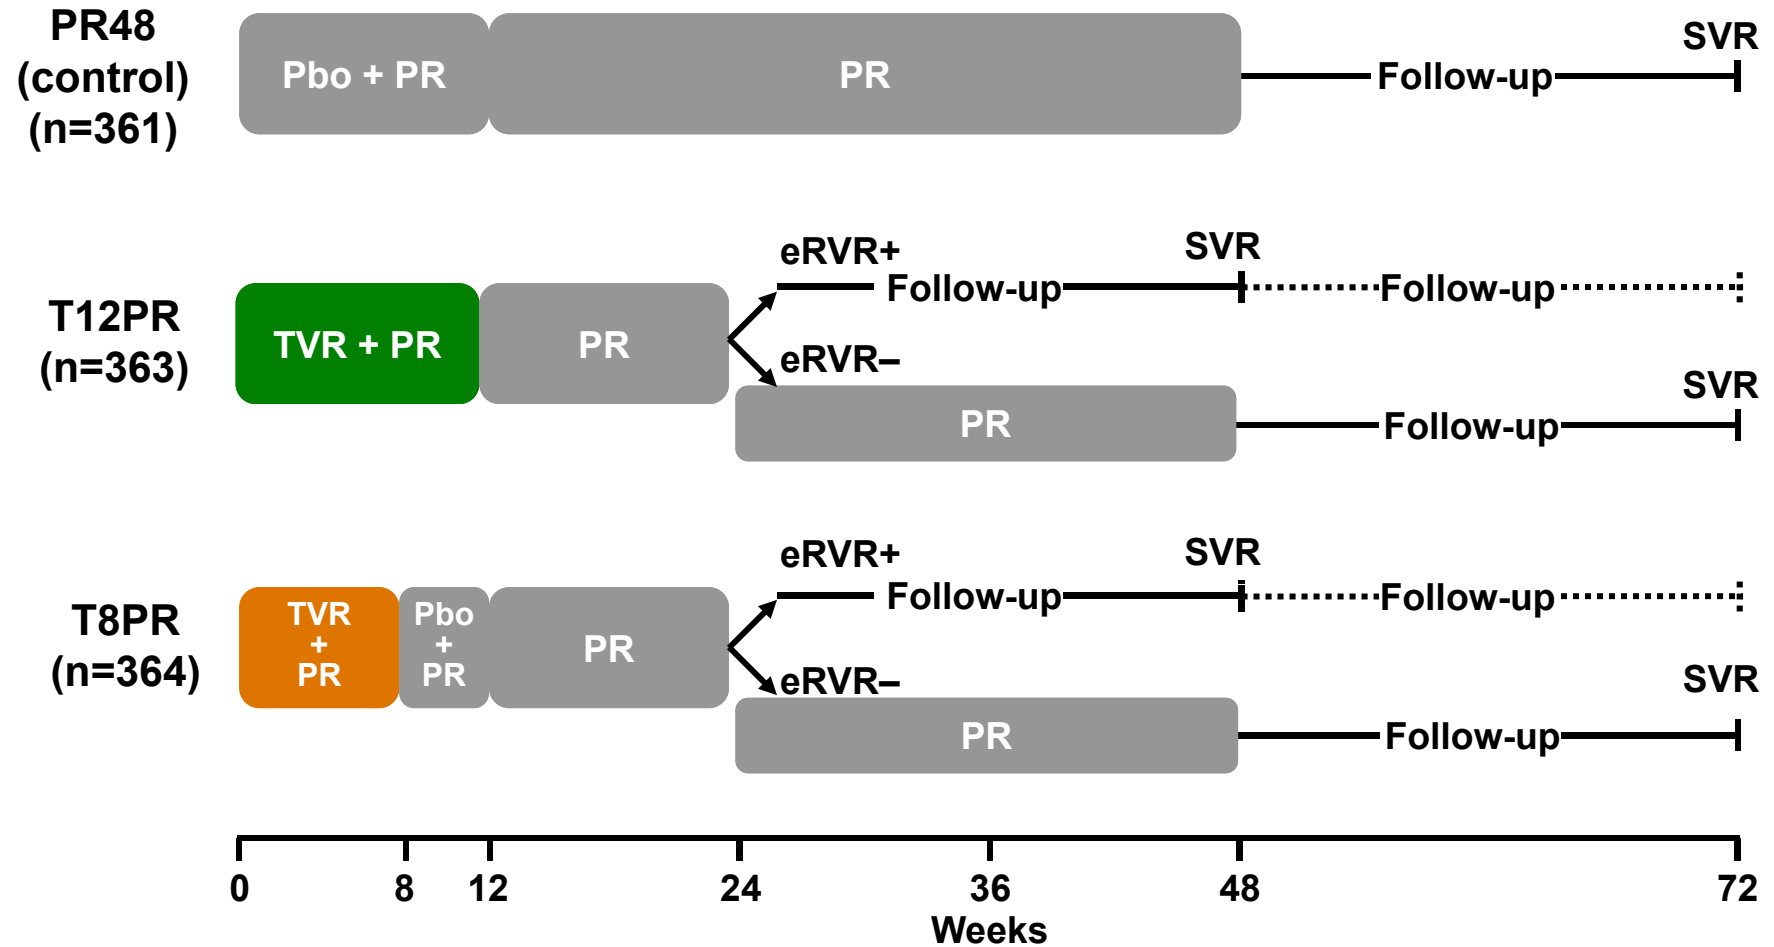 PR48
(control)
(n=361)
Pbo + PR
PR
Follow-up
SVR
T12PR
(n=363)
TVR + PR
PR
eRVR+
Follow-up
SVR
Follow-up
eRVR–
PR
Follow-up
SVR
T8PR
(n=364)
TVR
+
PR
Pbo
+
PR
PR
eRVR+
Follow-up
SVR
Follow-up
eRVR–
PR
Follow-up
SVR
0 8 12 24 36 48 72
Weeks